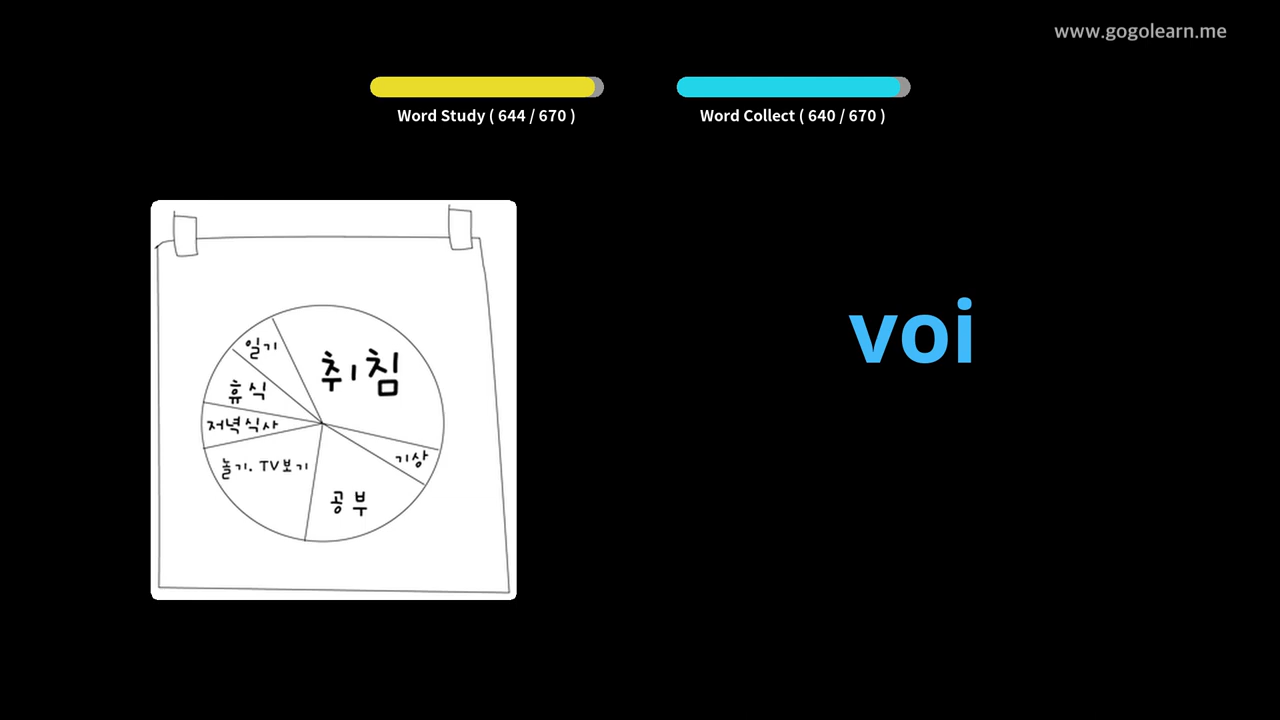 www.gogolearn.me
Word Study ( 644 / 670 )
Word Collect ( 640 / 670 )
일기
취침
휴식
저녁식사
놀기. TV보기
기상
공부
voi